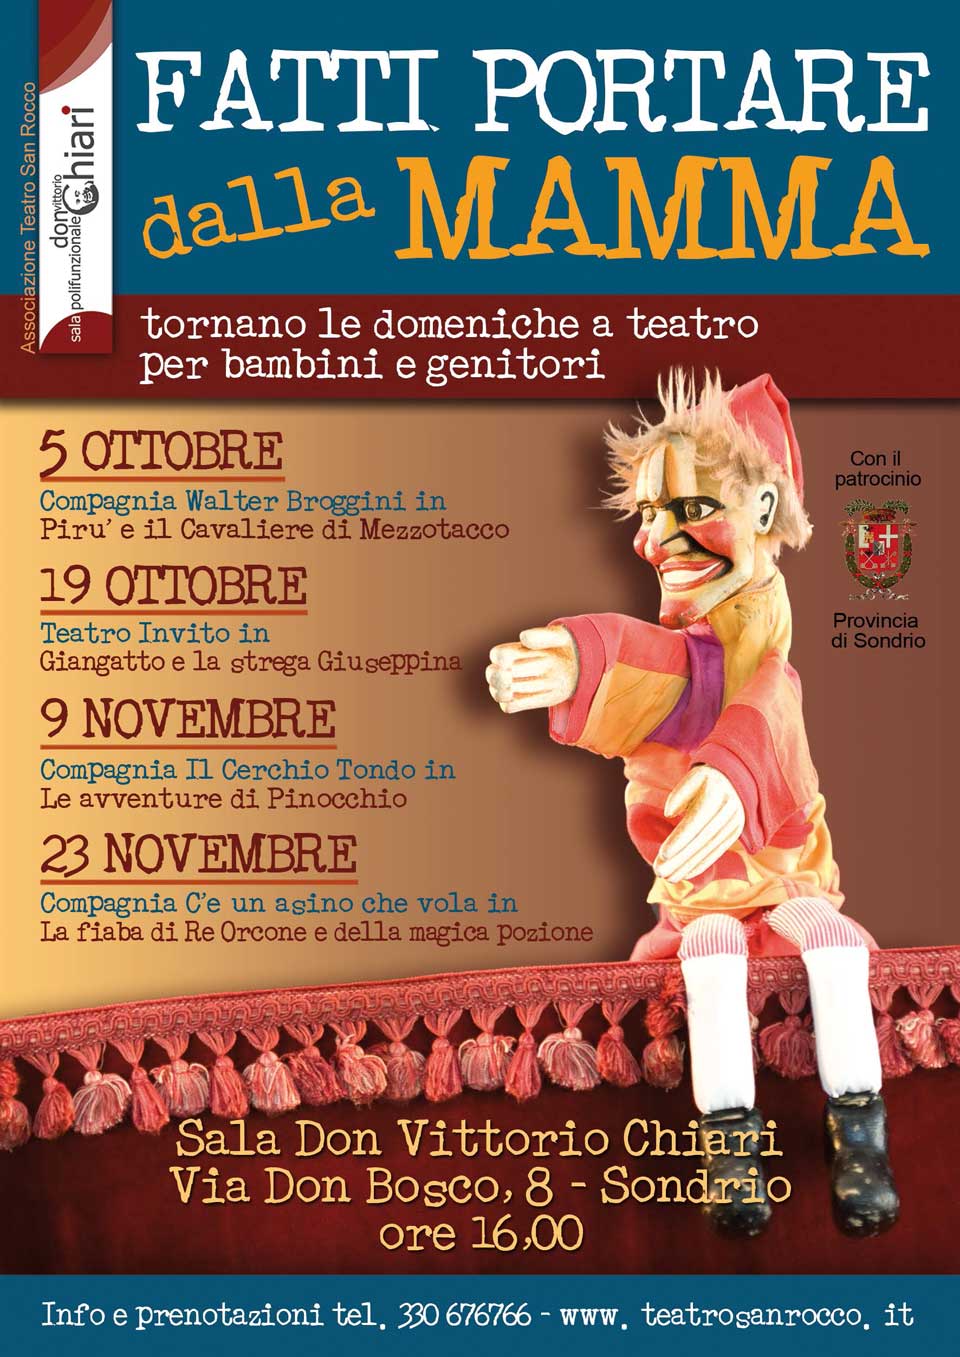 Associazione Teatro San Rocco
sala polifunzionale
donvittorio
Chiari
FATTI PORTARE
dalla MAMMA
tornano le domeniche a teatro
per bambini e genitori
5 OTTOBRE
Compagnia Walter Broggini in
Piru' e il Cavaliere di Mezzotacco
19 OTTOBRE
Teatro Invito in
Giangatto e la strega Giuseppina
9 NOVEMBRE
Compagnia Il Cerchio Tondo in
Le avventure di Pinocchio
23 NOVEMBRE
Compagnia C'e un asino che vola in
La fiaba di Re Orcone e della magica pozione
Con il
patrocinio
Provincia
di Sondrio
Sala Don Vittorio Chiari
Via Don Bosco, 8 - Sondrio
ore 16,00
Info e prenotazioni tel. 330 676766 - www. teatrosanrocco. it